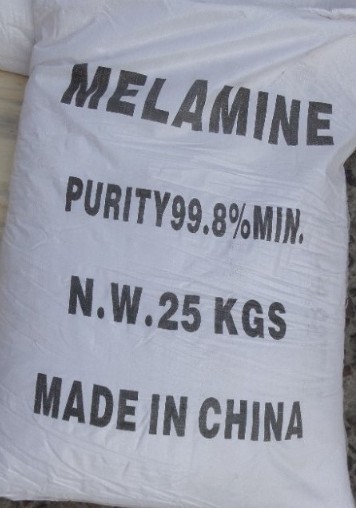 MELAMINE
PURITY99.8%MIN.
N.W.25 KGS
MADE IN CHINA